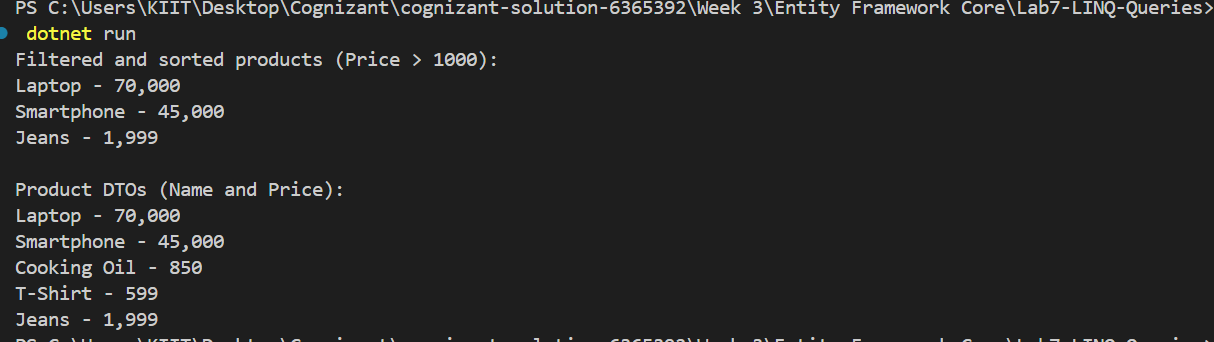 PS C:\Users\KIIT\Desktop\Cognizant\cognizant-solution-6365392\Week 3\Entity Framework Core\Lab7-LINQ-Queries>
dotnet run
Filtered and sorted products (Price > 1000):
Laptop - 70,000
Smartphone - 45,000
Jeans - 1,999
Product DTOs (Name and Price):
Laptop - 70,000
Smartphone - 45,000
Cooking Oil - 850
T-Shirt - 599
Jeans - 1,999